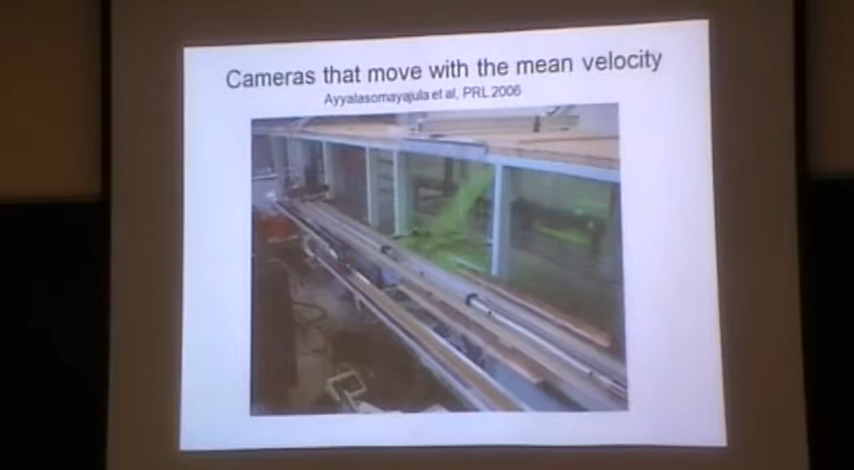 Cameras that move with the mean velocity
Ayyalasomayajula et al, PRL 2006